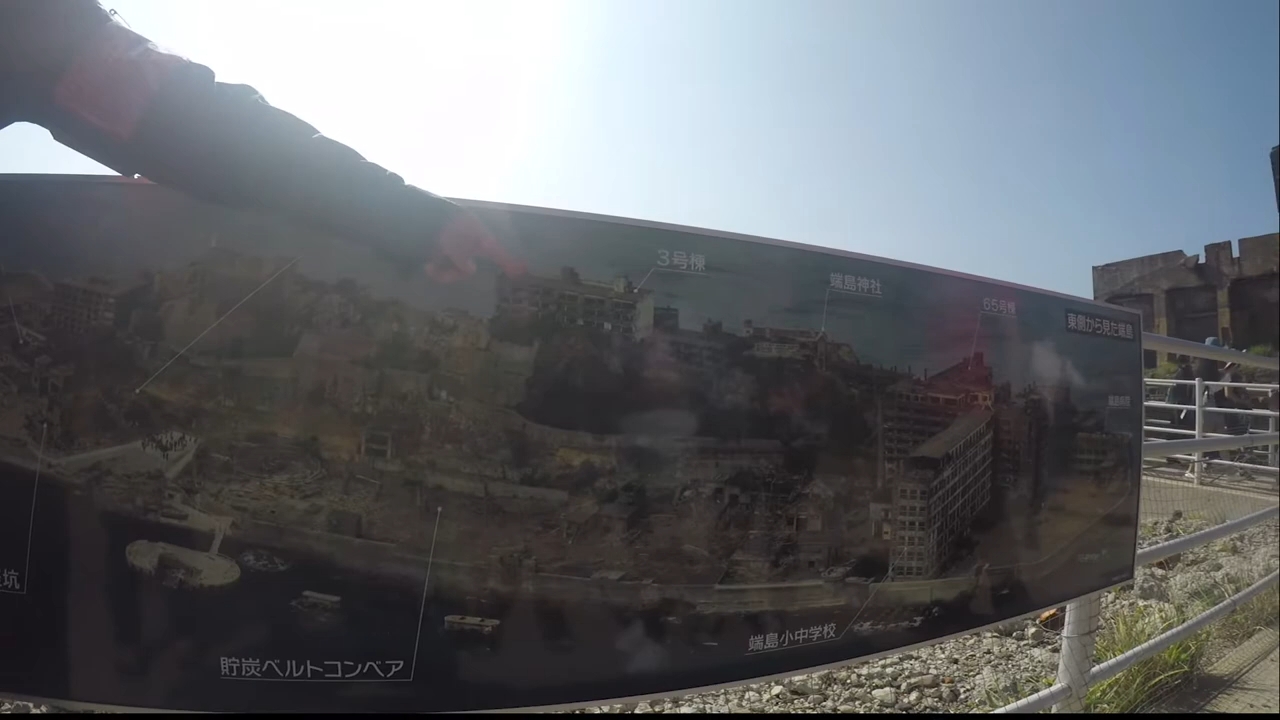 3号棟
端島神社
65号棟
東側から見た端島
坑
貯炭ベルトコンベア
端島小中学校